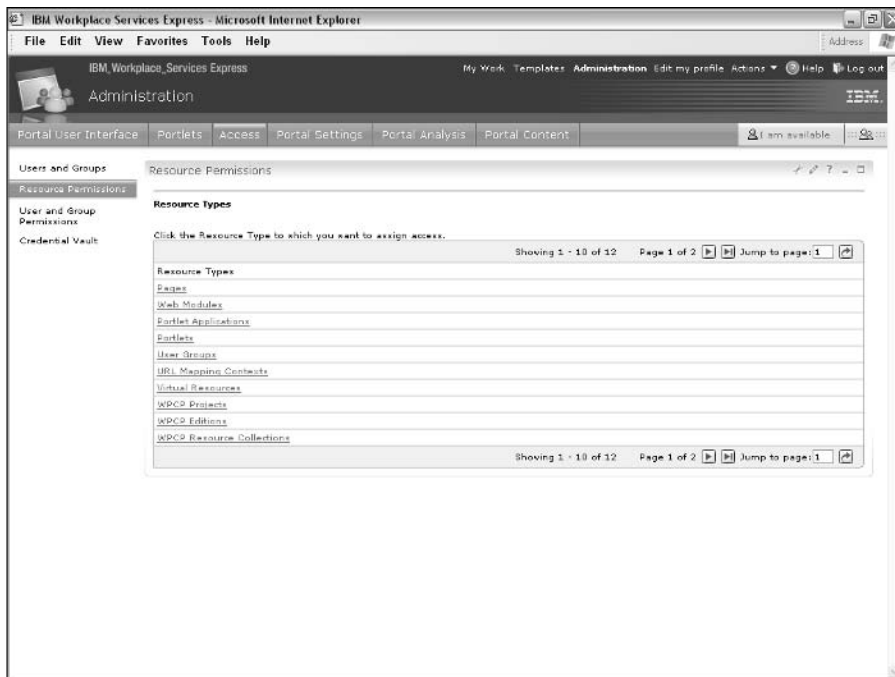 IBM Workplace Services Express - Microsoft Internet Explorer
File Edit View Favorites Tools Help
Address
IBM_Workplace_Services Express
My Work Templates Administration Edit my profile Actions Help Log out
Administration
IBM.
Portal User Interface Portlets Access Portal Settings Portal Analysis Portal Content
I am available
Users and Groups
Resource Permissions
User and Group
Permissions
Credential Vault
Resource Permissions
?
Resource Types
Click the Resource Type to which you want to assign access.
Showing 1 - 10 of 12 Page 1 of 2 Jump to page: 1
Resource Types
Pages
Web Modules
Portlet Applications
Portlets
User Groups
URL Mapping Contexts
Virtual Resources
WPCP Projects
WPCP Editions
WPCP Resource Collections
Showing 1 - 10 of 12 Page 1 of 2 Jump to page: 1